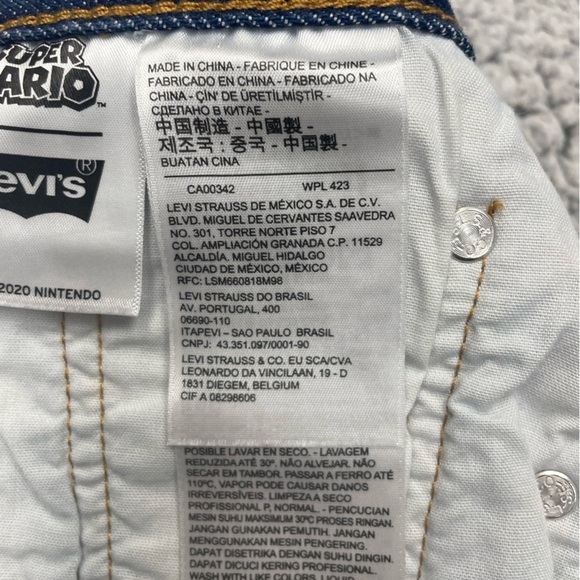 SUPER
MARIO
Levi's®
2020 NINTENDO
MADE IN CHINA - FABRIQUE EN CHINE -
FABRICADO EN CHINA - FABRICADO NA
CHINA - ÇİN' DE ÜRETİLMİŞTİR -
СДЕЛАНО В КИТАЕ -
中国制造 - 中國製 -
제조국 : 중국 - 中国製 -
BUATAN CINA
CA00342 WPL 423
LEVI STRAUSS DE MÉXICO S.A. DE C.V.
BLVD. MIGUEL DE CERVANTES SAAVEDRA
NO. 301, TORRE NORTE PISO 7
COL. AMPLIACIÓN GRANADA C.P. 11529
ALCALDÍA. MIGUEL HIDALGO
CIUDAD DE MÉXICO, MÉXICO
RFC: LSM660818M98
LEVI STRAUSS DO BRASIL
AV. PORTUGAL, 400
06690-110
ITAPEVI – SAO PAULO BRASIL
CNPJ: 43.351.097/0001-90
LEVI STRAUSS & CO. EU SCA/CVA
LEONARDO DA VINCILAAN, 19 - D
1831 DIEGEM, BELGIUM
CIF A 08298606
POSIBLE LAVAR EN SECO. - LAVAGEM
REDUZIDA ATÉ 30º. NÃO ALVEJAR. NÃO
SECAR EM TAMBOR. PASSAR A FERRO ATÉ
110ºC, VAPOR PODE CAUSAR DANOS
IRREVERSÍVEIS. LIMPEZA A SECO
PROFISSIONAL P, NORMAL. - PENCUCIAN
MESIN SUHU MAKSIMUM 30ºC PROSES RINGAN.
JANGAN GUNAKAN PEMUTIH. JANGAN
MENGGUNAKAN MESIN PENGERING.
DAPAT DISETRIKA DENGAN SUHU
DAPAT DICUCI KERING PROFESSIONAL
WASH WITH LIKE COLORS. LIQUID